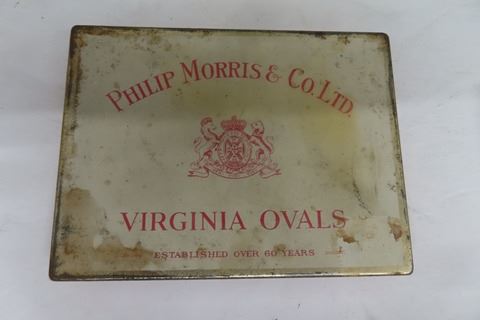 PHILIP MORRIS & CO. LTD.
VIRGINIA OVALS
ESTABLISHED OVER 60 YEARS